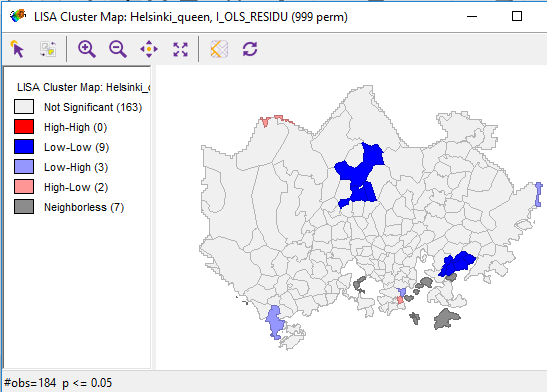 LISA Cluster Map: Helsinki_queen, I_OLS_RESIDU (999 perm)
LISA Cluster Map: Helsinki_
Not Significant (163)
High-High (0)
Low-Low (9)
Low-High (3)
High-Low (2)
Neighborless (7)
#obs=184 p <= 0.05